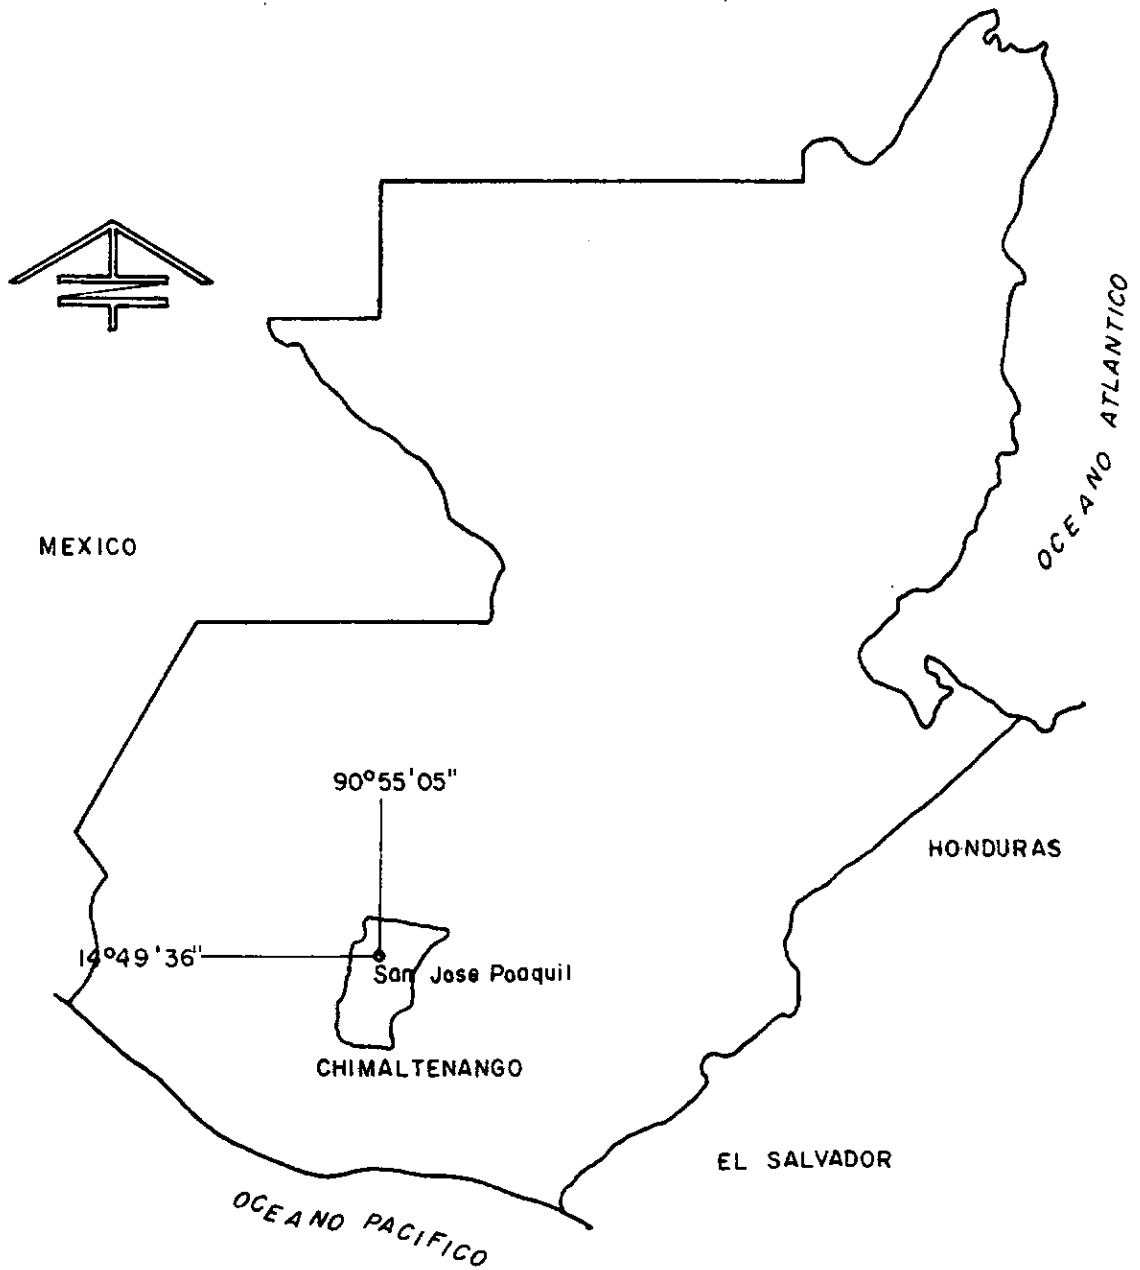 OCEANO ATLANTICO
MEXICO
90°55'05"
HONDURAS
14°49'36"
San Jose Poaquil
CHIMALTENANGO
EL SALVADOR
OCEANO PACIFICO